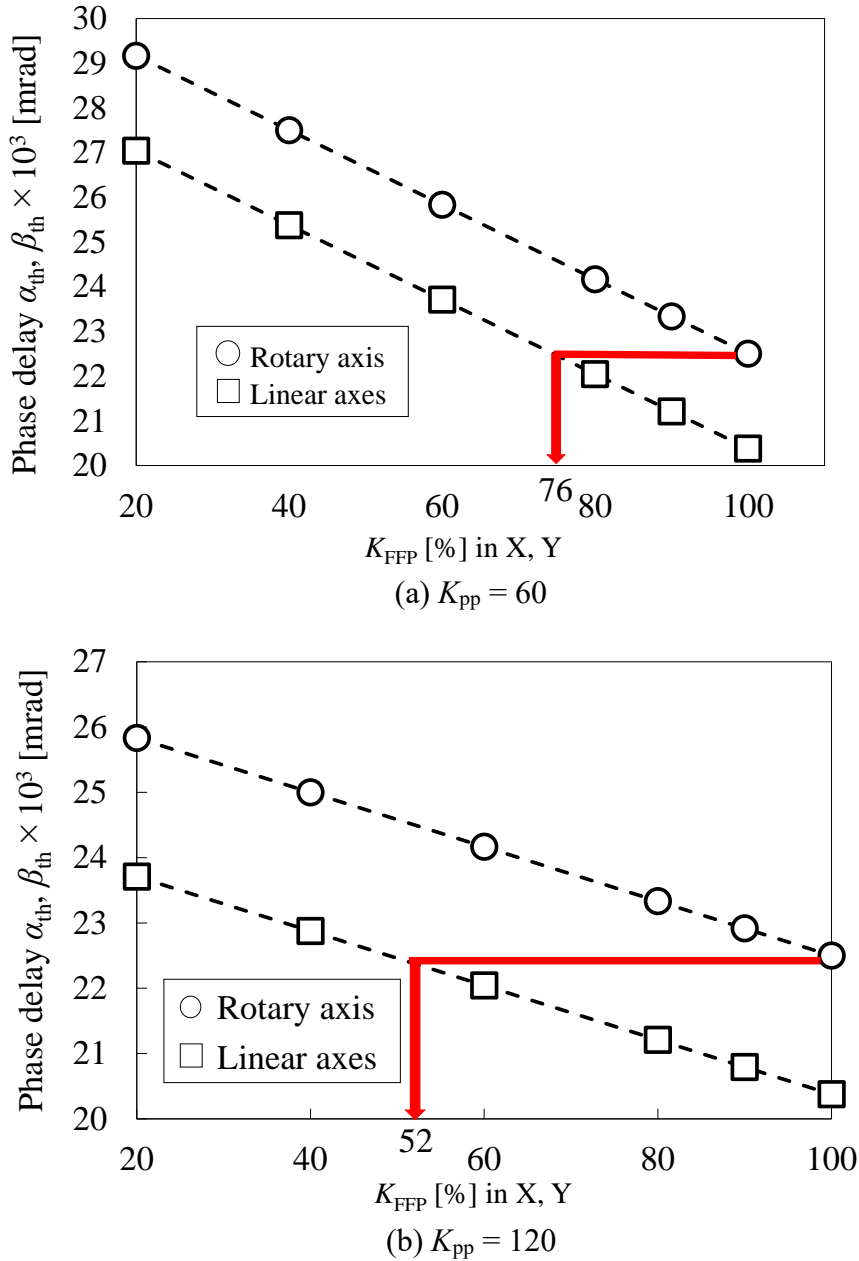 Phase delay αth, βth × 10³ [mrad]
30
29
28
27
26
25
24
23
22
21
20
Rotary axis
Linear axes
76
20 40 60 80 100
KFFP [%] in X, Y
(a) Kpp = 60
Phase delay αth, βth × 10³ [mrad]
27
26
25
24
23
22
21
20
Rotary axis
Linear axes
52
20 40 60 80 100
KFFP [%] in X, Y
(b) Kpp = 120